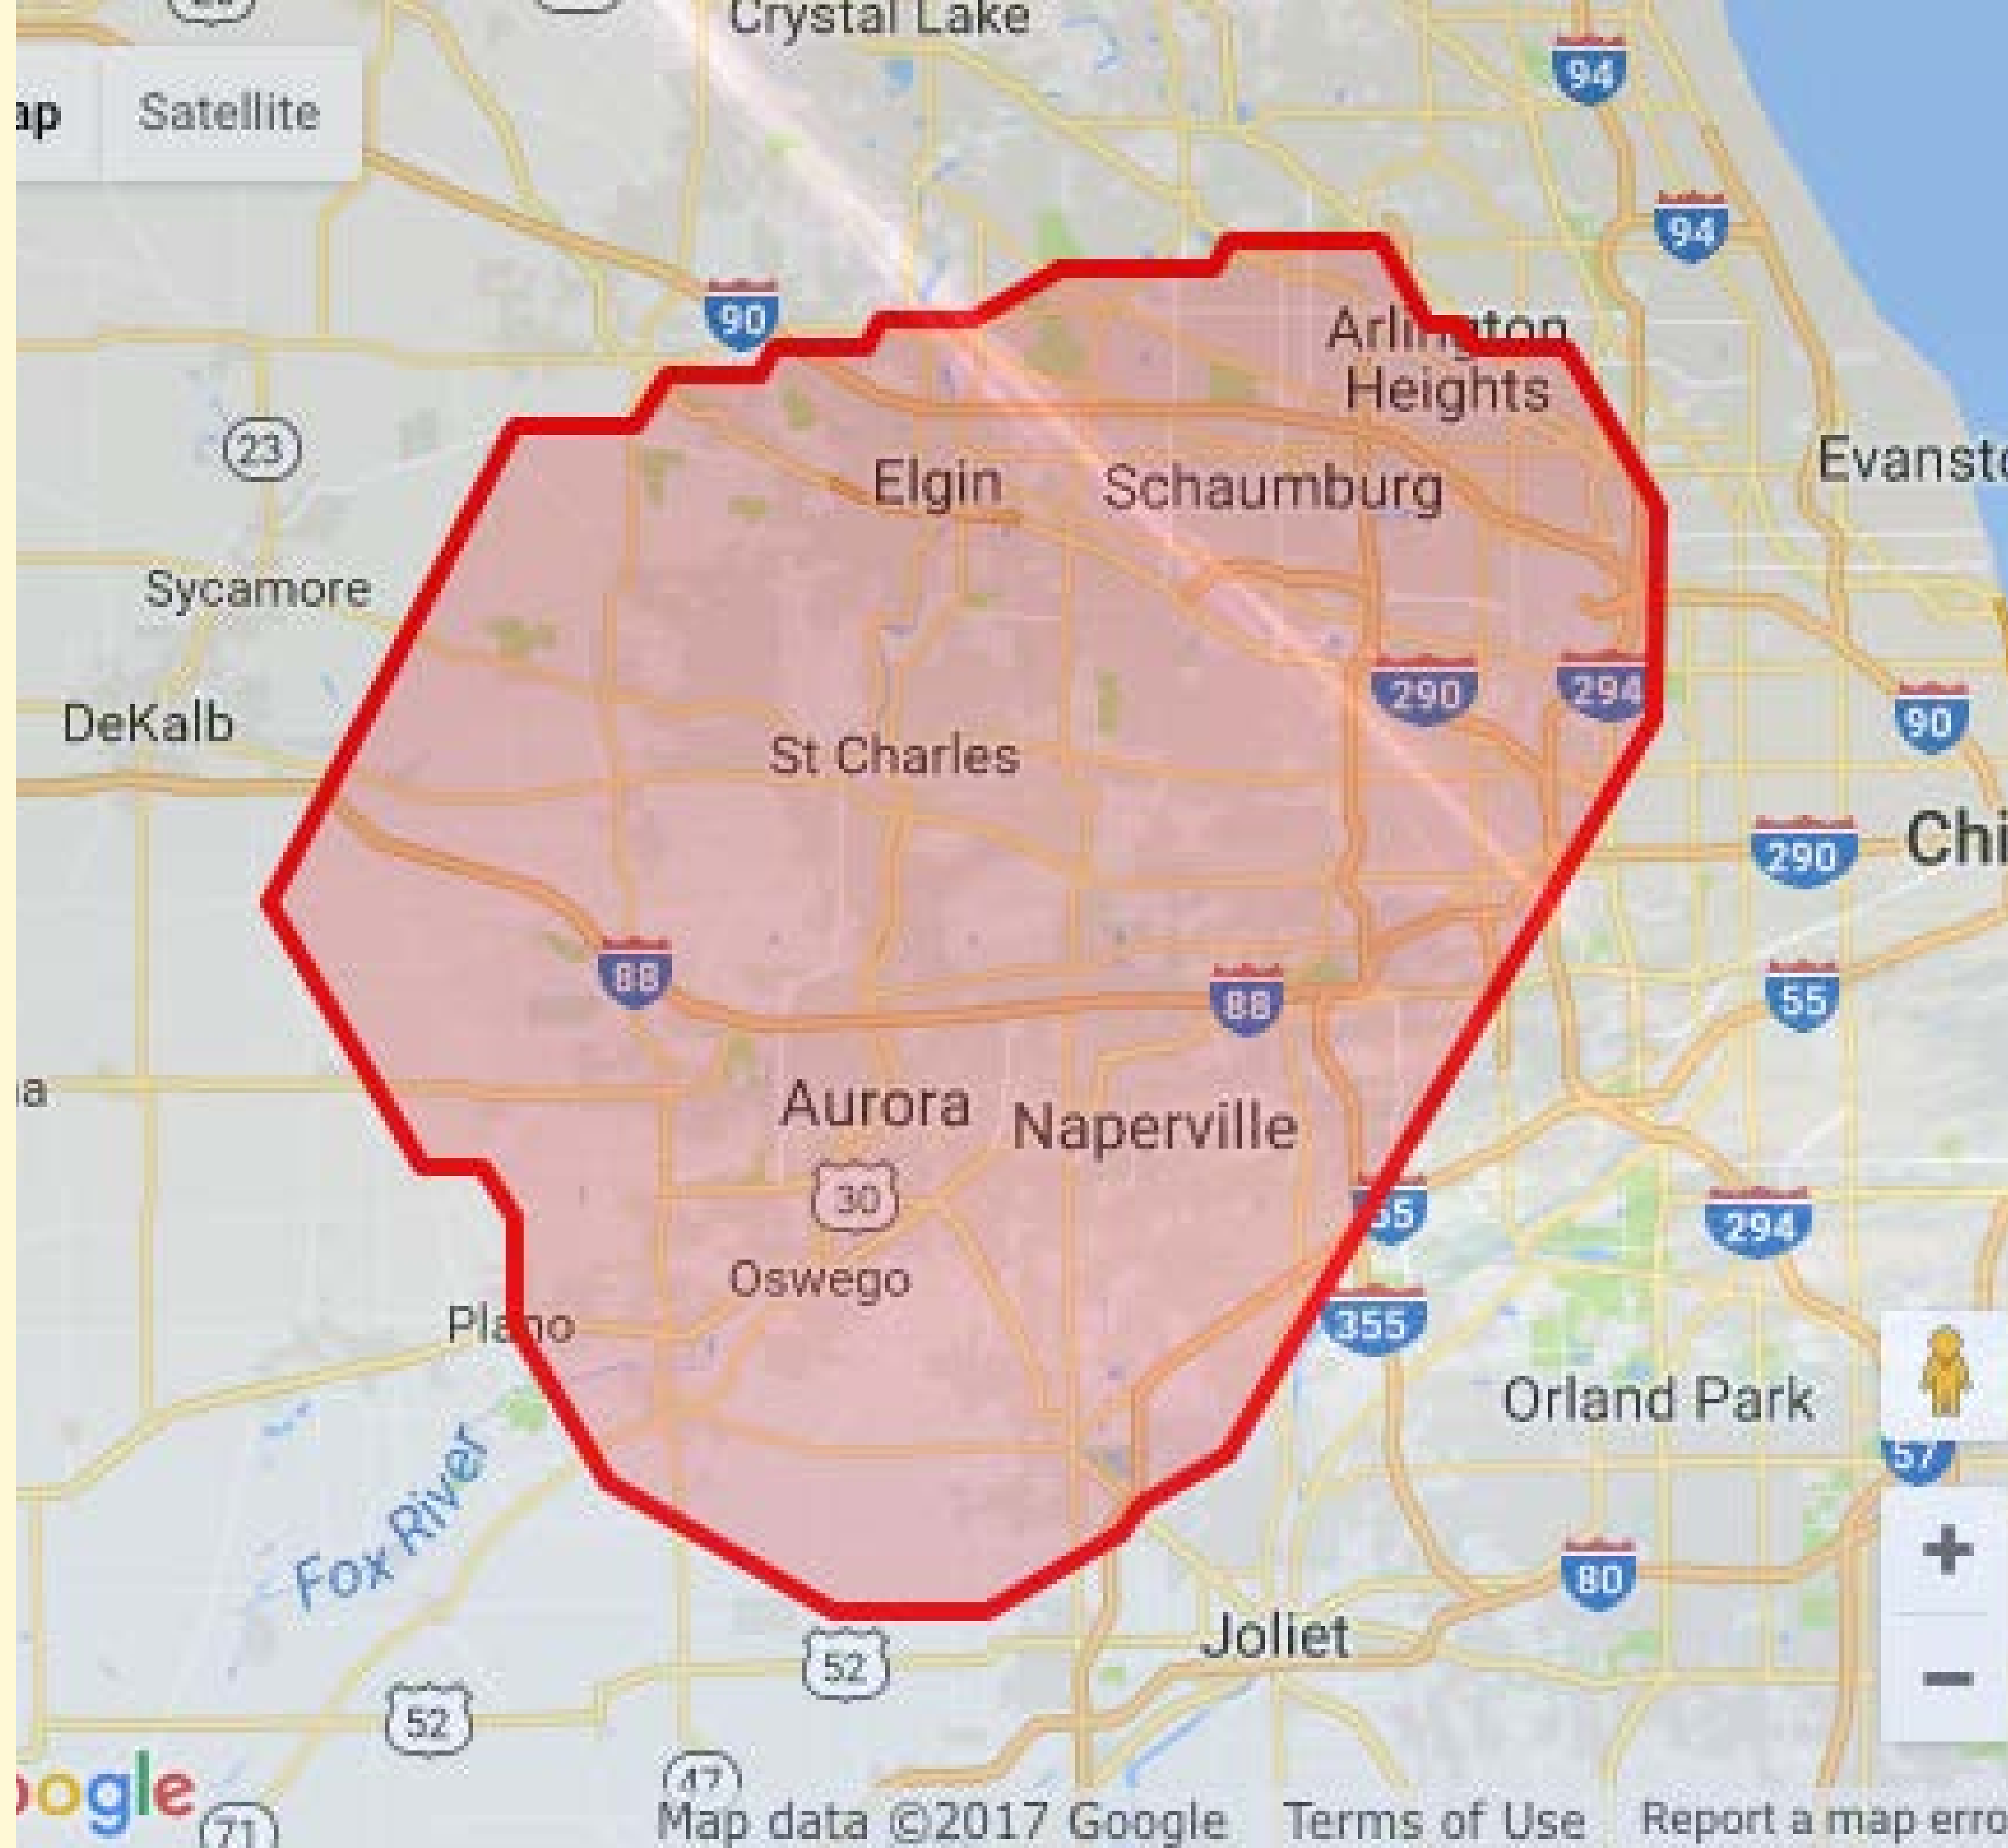 Crystal Lake
94
ap
Satellite
94
90
Arlington
Heights
23
Evanst
Elgin
Schaumburg
Sycamore
290
294
90
DeKalb
St Charles
290
Chi
88
88
55
a
Aurora
Naperville
30
55
294
Oswego
Plano
355
Orland Park
57
Fox River
+
80
−
Joliet
52
52
47
oogle
71
Map data ©2017 Google
Terms of Use
Report a map erro